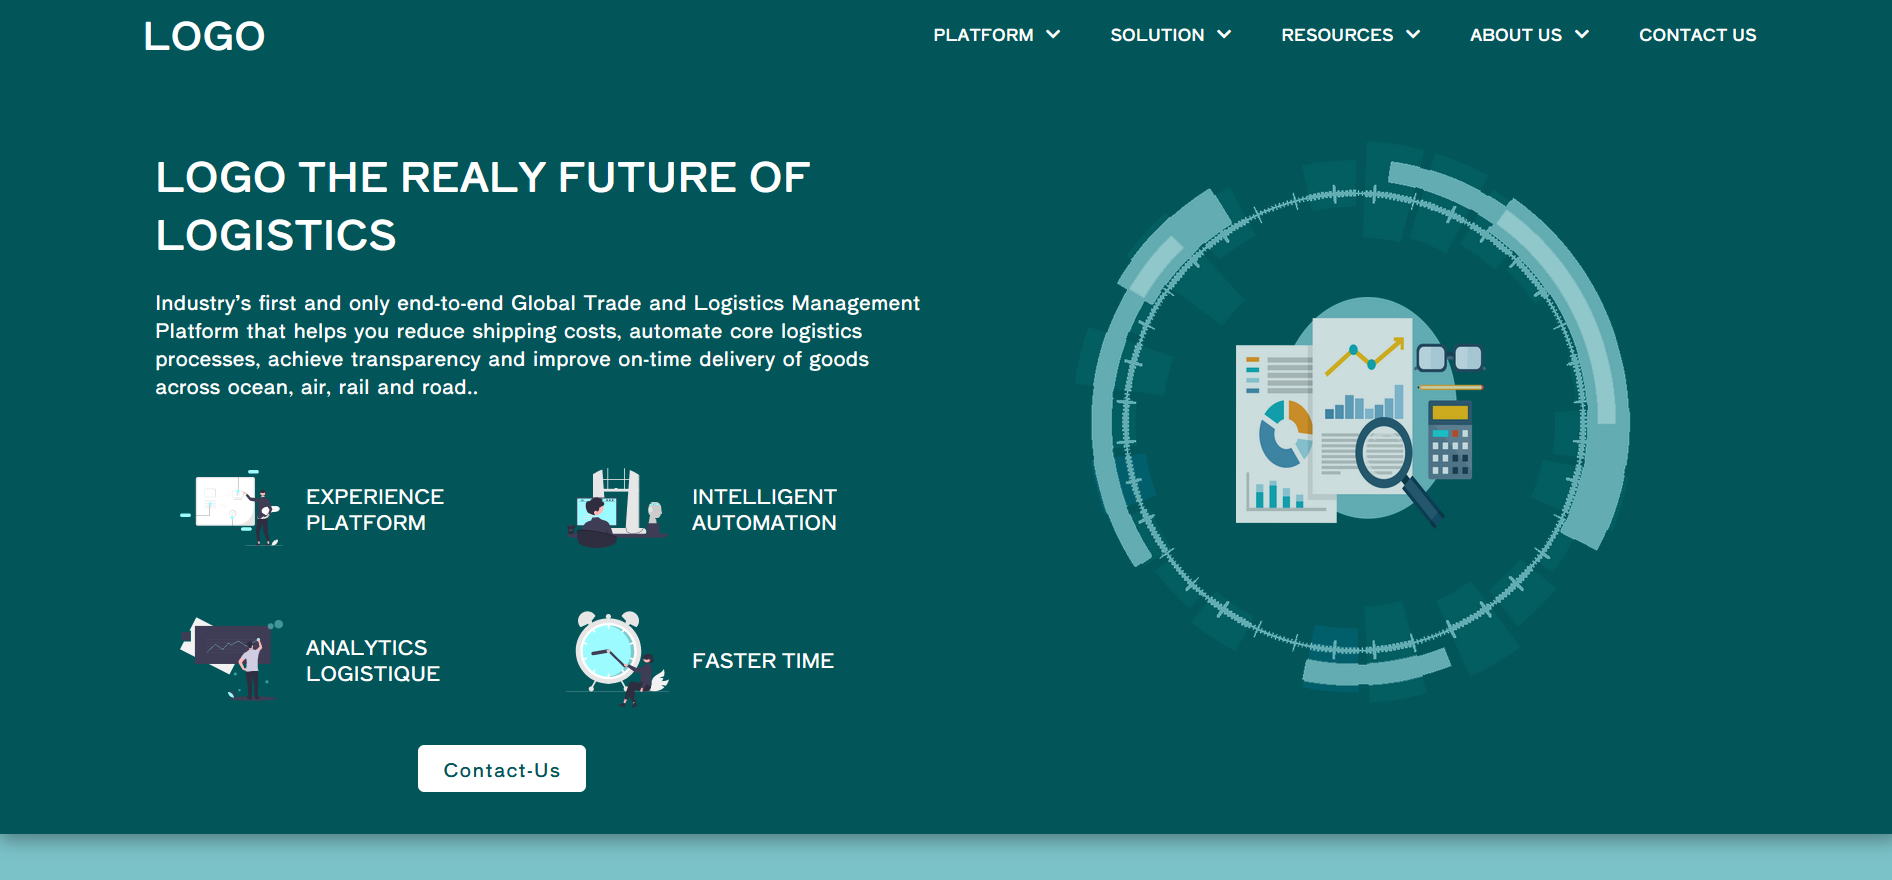 LOGO
PLATFORM
SOLUTION
RESOURCES
ABOUT US
CONTACT US
LOGO THE REALY FUTURE OF
LOGISTICS
Industry's first and only end-to-end Global Trade and Logistics Management
Platform that helps you reduce shipping costs, automate core logistics
processes, achieve transparency and improve on-time delivery of goods
across ocean, air, rail and road..
EXPERIENCE
PLATFORM
INTELLIGENT
AUTOMATION
ANALYTICS
LOGISTIQUE
FASTER TIME
Contact-Us